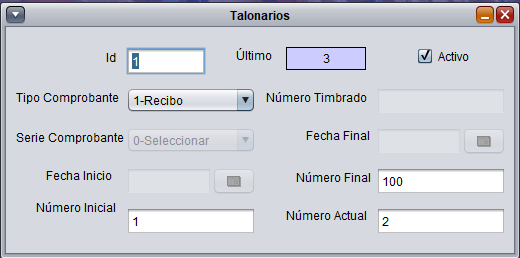 Talonarios
Id 1 Último 3 Activo
Tipo Comprobante 1-Recibo Número Timbrado
Serie Comprobante 0-Seleccionar Fecha Final
Fecha Inicio Número Final 100
Número Inicial 1 Número Actual 2